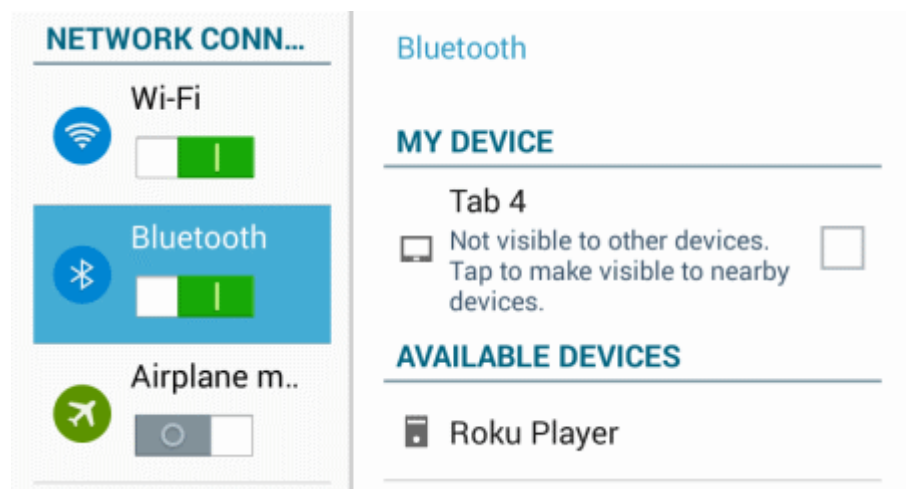 NETWORK CONN...
Wi-Fi
Bluetooth
Airplane m..
Bluetooth
MY DEVICE
Tab 4
Not visible to other devices.
Tap to make visible to nearby
devices.
AVAILABLE DEVICES
Roku Player